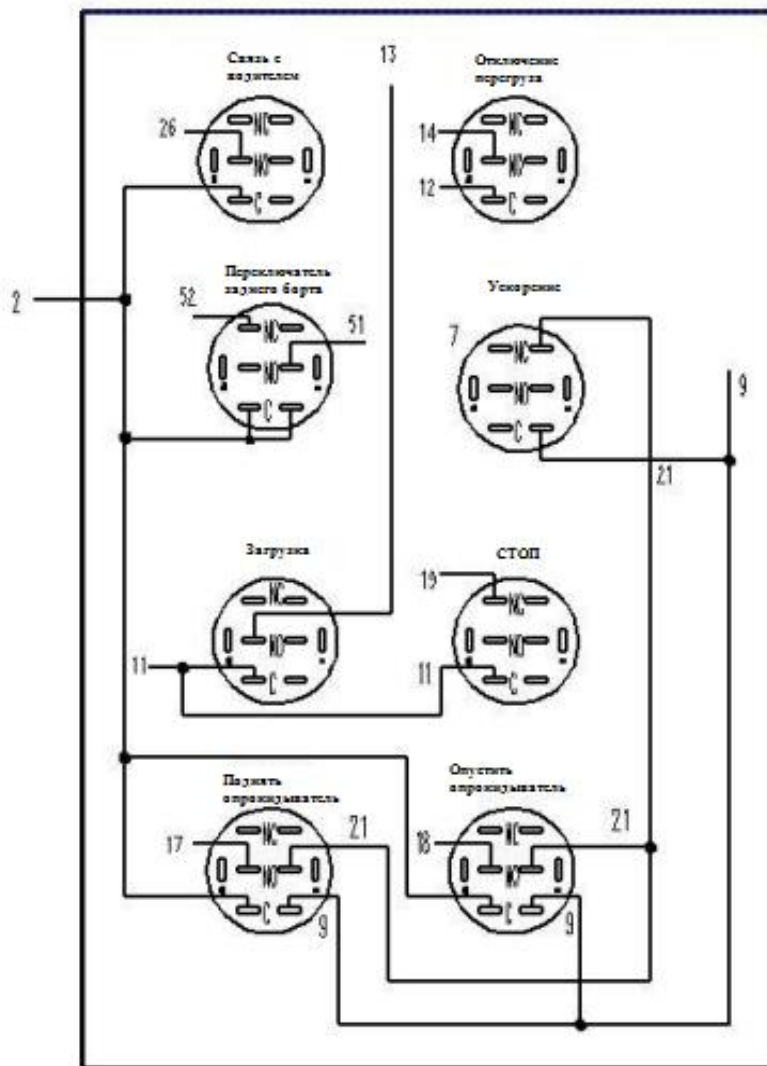 Связь с
водителем
13
Отключение
перегруза
26
NC
NO
C
14
12
NC
NO
C
2
Переключатель
заднего борта
52
51
NC
NO
C
Ускорение
7
NC
NO
C
9
21
Загрузка
NC
NO
C
11
СТОП
19
NC
NO
C
11
Поднять
опрокидыватель
17
NC
NO
C
21
9
Опустить
опрокидыватель
18
NC
NO
C
21
9